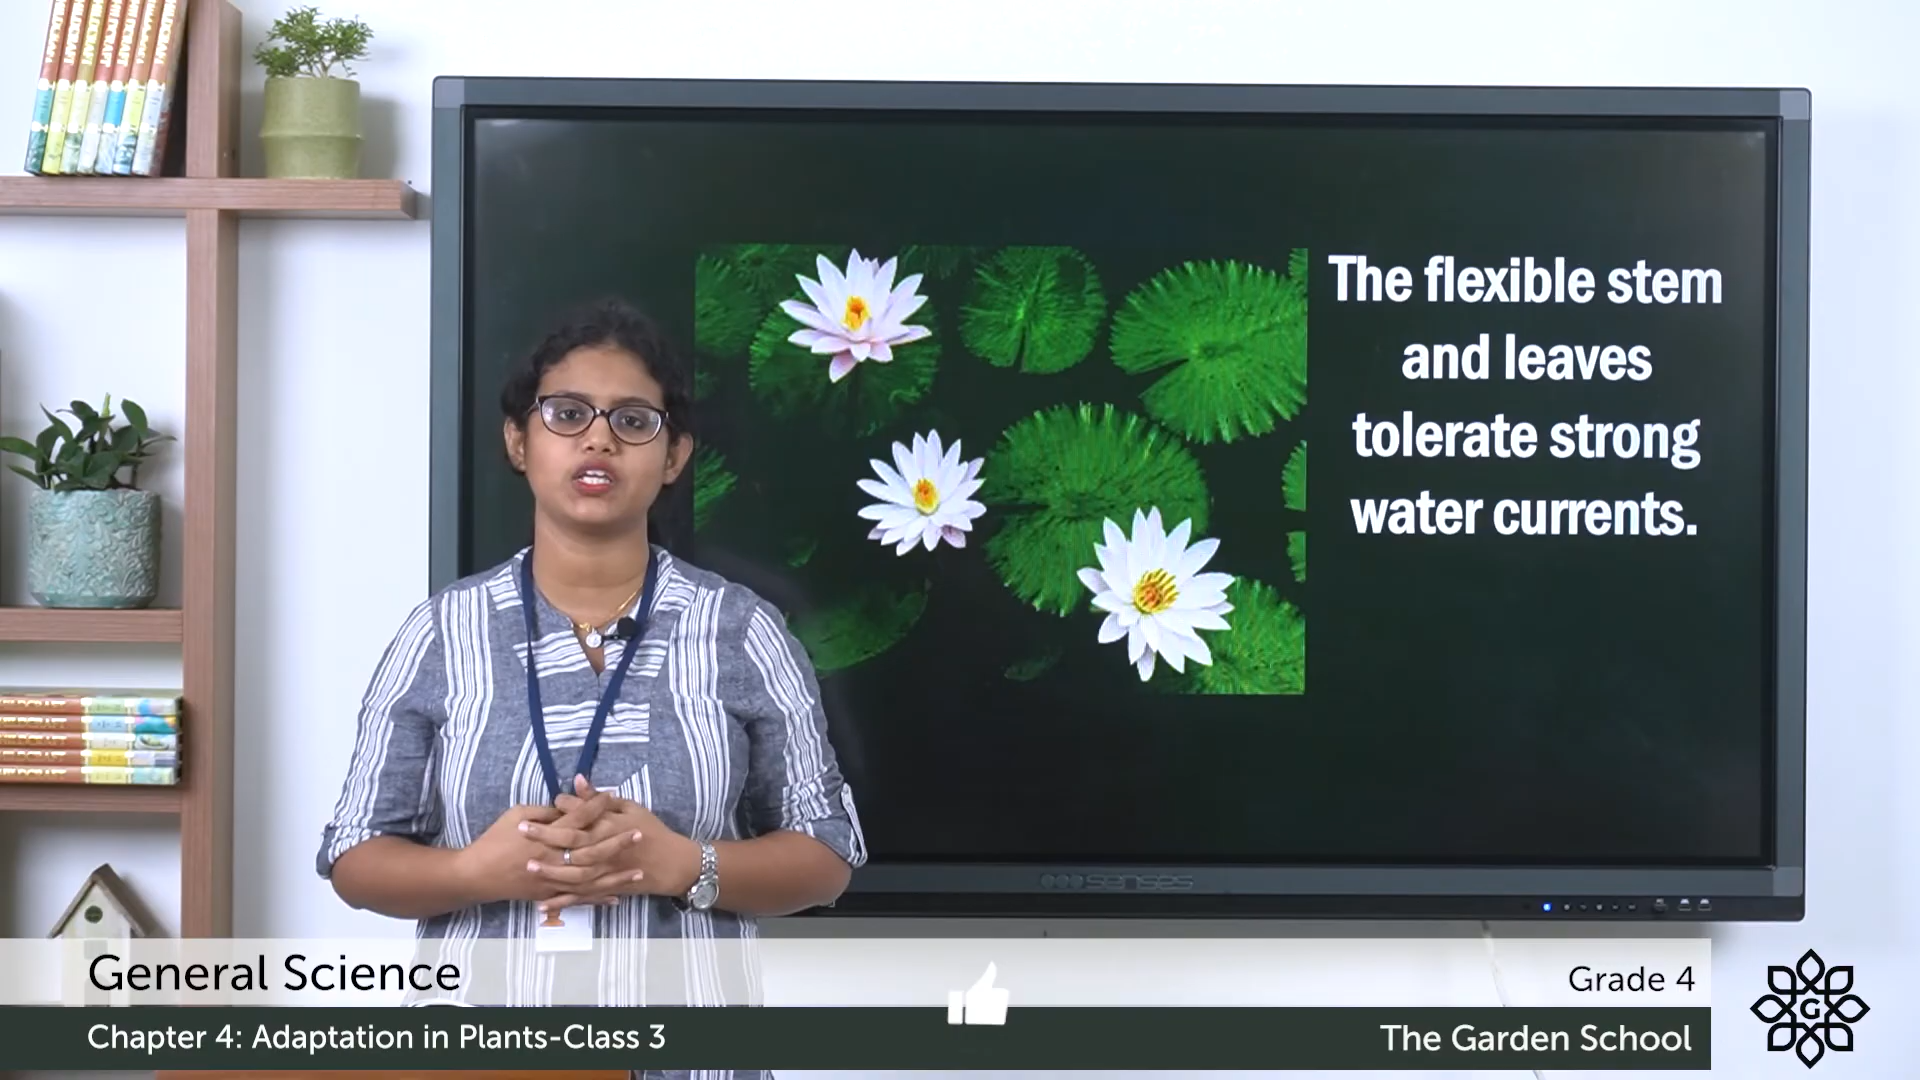 The flexible stem
and leaves
tolerate strong
water currents.
senses
General Science
Grade 4
Chapter 4: Adaptation in Plants-Class 3
The Garden School
G